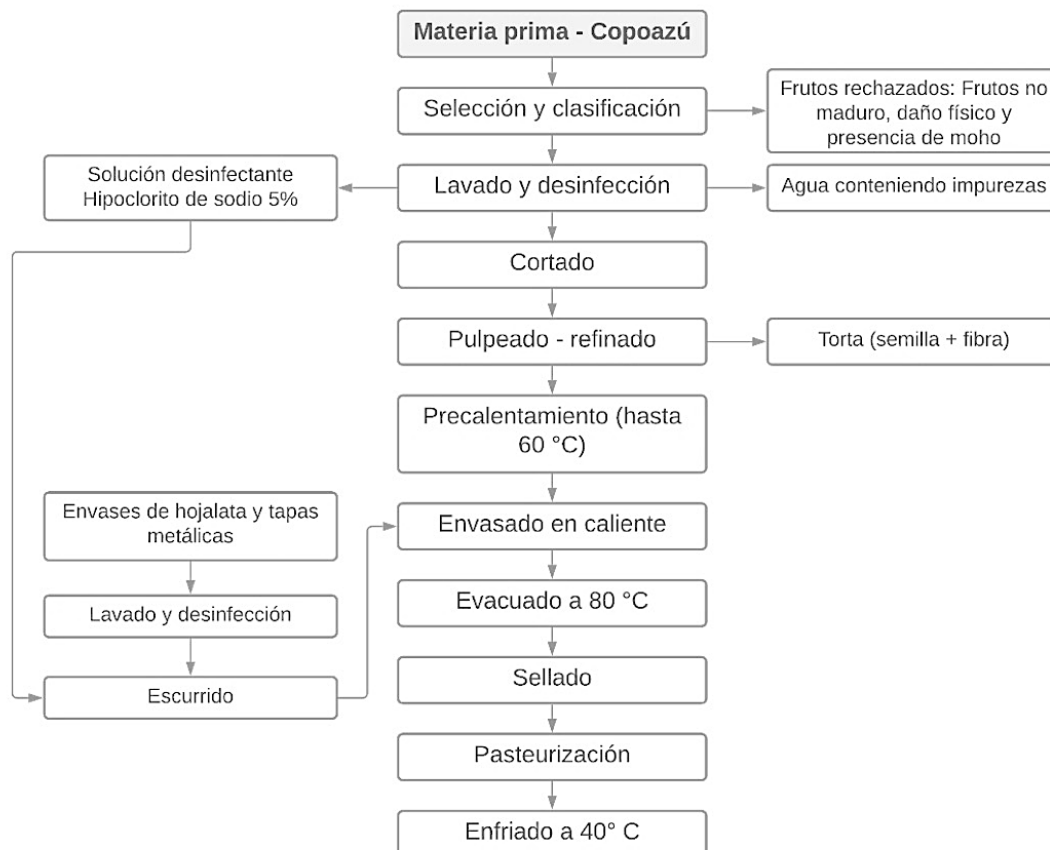 Materia prima - Copoazú
Selección y clasificación
Frutos rechazados: Frutos no
maduro, daño físico y
presencia de moho
Solución desinfectante
Hipoclorito de sodio 5%
Lavado y desinfección
Agua conteniendo impurezas
Cortado
Pulpeado - refinado
Torta (semilla + fibra)
Precalentamiento (hasta
60 °C)
Envases de hojalata y tapas
metálicas
Envasado en caliente
Lavado y desinfección
Evacuado a 80 °C
Escurrido
Sellado
Pasteurización
Enfriado a 40° C